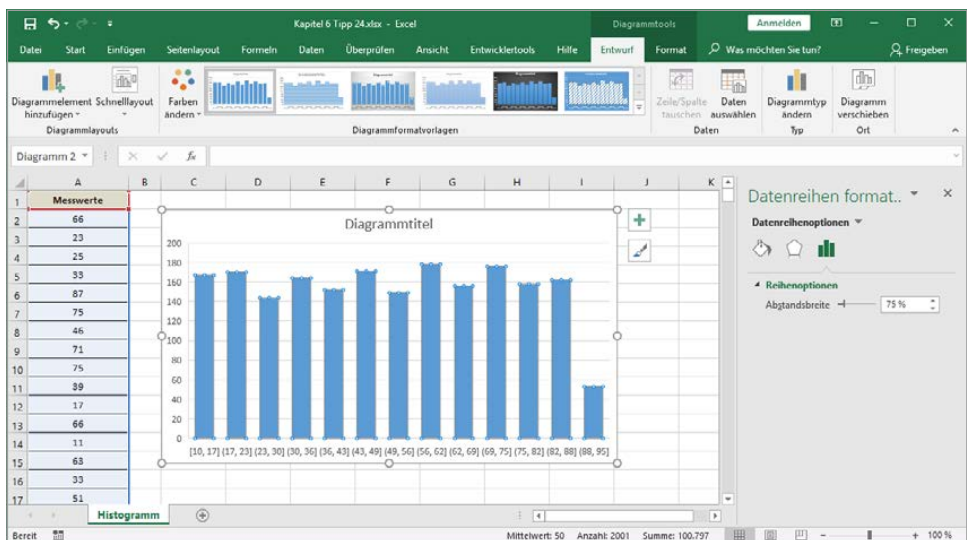 Kapitel 6 Tipp 24.xlsx - Excel
Diagrammtools
Anmelden
Datei Start Einfügen Seitenlayout Formeln Daten Überprüfen Ansicht Entwicklertools Hilfe Entwurf Format Was möchten Sie tun? Freigeben
Diagrammelement hinzufügen
Schnelllayout
Farben ändern
Zeile/Spalte tauschen
Daten auswählen
Diagrammtyp ändern
Diagramm verschieben
Diagrammlayouts
Diagrammformatvorlagen
Daten
Typ
Ort
Diagramm 2
fx
A B C D E F G H I J K
1 Messwerte
2 66
3 23
4 25
5 33
6 87
7 75
8 46
9 71
10 75
11 39
12 17
13 66
14 11
15 63
16 33
17 51
Diagrammtitel
200
180
160
140
120
100
80
60
40
20
0
[10, 17] (17, 23] (23, 30] (30, 36] (36, 43] (43, 49] (49, 56] (56, 62] (62, 69] (69, 75] (75, 82] (82, 88] (88, 95]
Datenreihen format..
Datenreihenoptionen
Reihenoptionen
Abstandsbreite 75 %
Histogramm
Bereit
Mittelwert: 50 Anzahl: 2001 Summe: 100.797
100 %